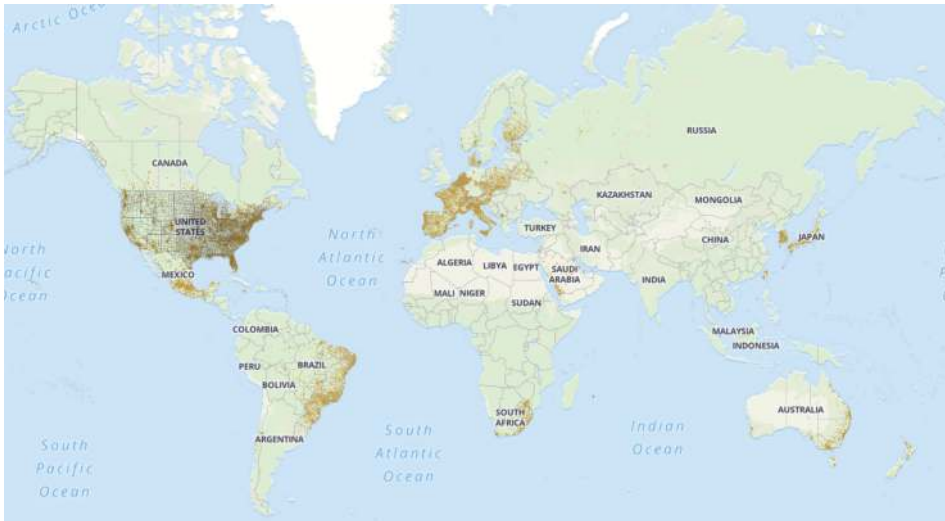 Arctic Ocean
RUSSIA
CANADA
KAZAKHSTAN
MONGOLIA
UNITED
STATES
North
Atlantic
Ocean
TURKEY
CHINA
JAPAN
IRAN
North
Pacific
Ocean
ALGERIA
LIBYA
EGYPT
SAUDI
ARABIA
INDIA
MEXICO
MALI
NIGER
SUDAN
COLOMBIA
MALAYSIA
INDONESIA
PERU
BRAZIL
BOLIVIA
SOUTH
AFRICA
AUSTRALIA
ARGENTINA
South
Atlantic
Ocean
Indian
Ocean
South
Pacific
Ocean